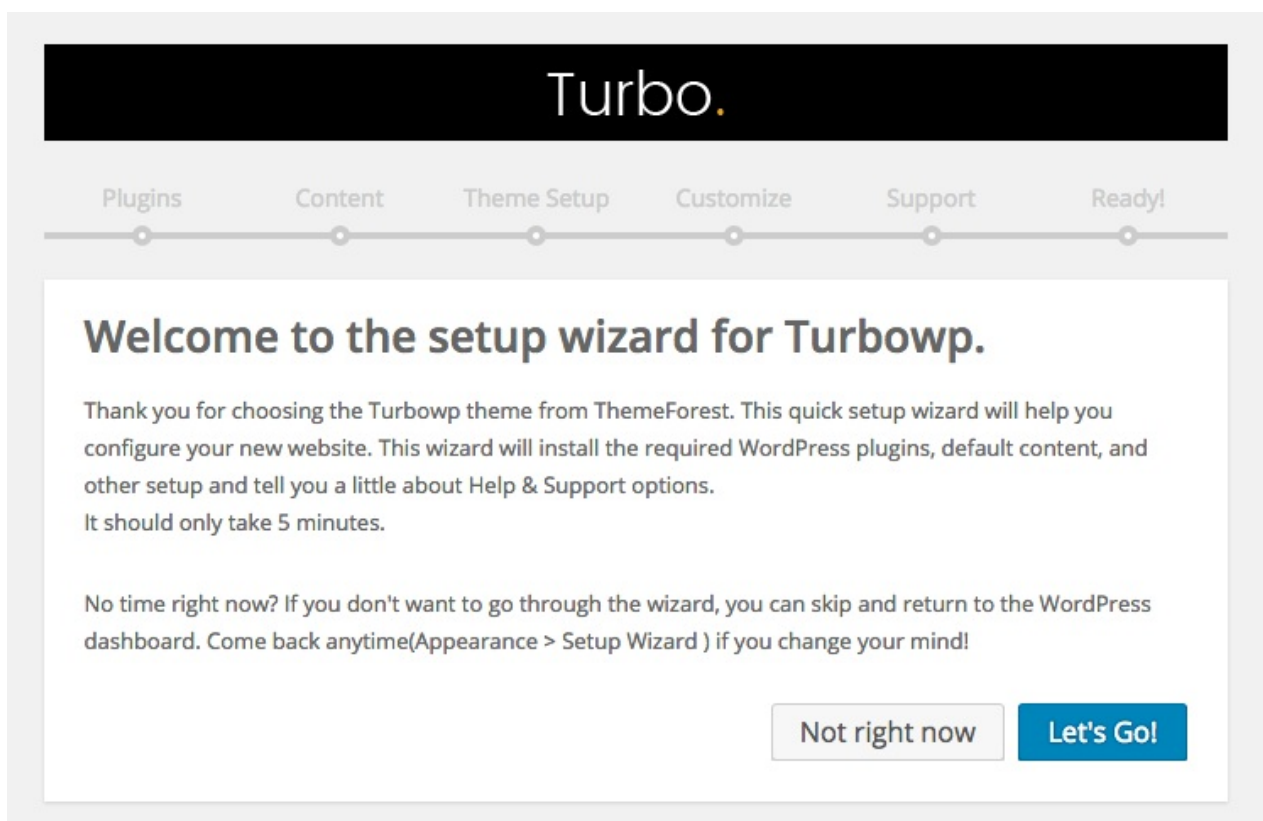 Turbo.
Plugins Content Theme Setup Customize Support Ready!
Welcome to the setup wizard for Turbowp.
Thank you for choosing the Turbowp theme from ThemeForest. This quick setup wizard will help you
configure your new website. This wizard will install the required WordPress plugins, default content, and
other setup and tell you a little about Help & Support options.
It should only take 5 minutes.
No time right now? If you don't want to go through the wizard, you can skip and return to the WordPress
dashboard. Come back anytime(Appearance > Setup Wizard ) if you change your mind!
Not right now Let's Go!